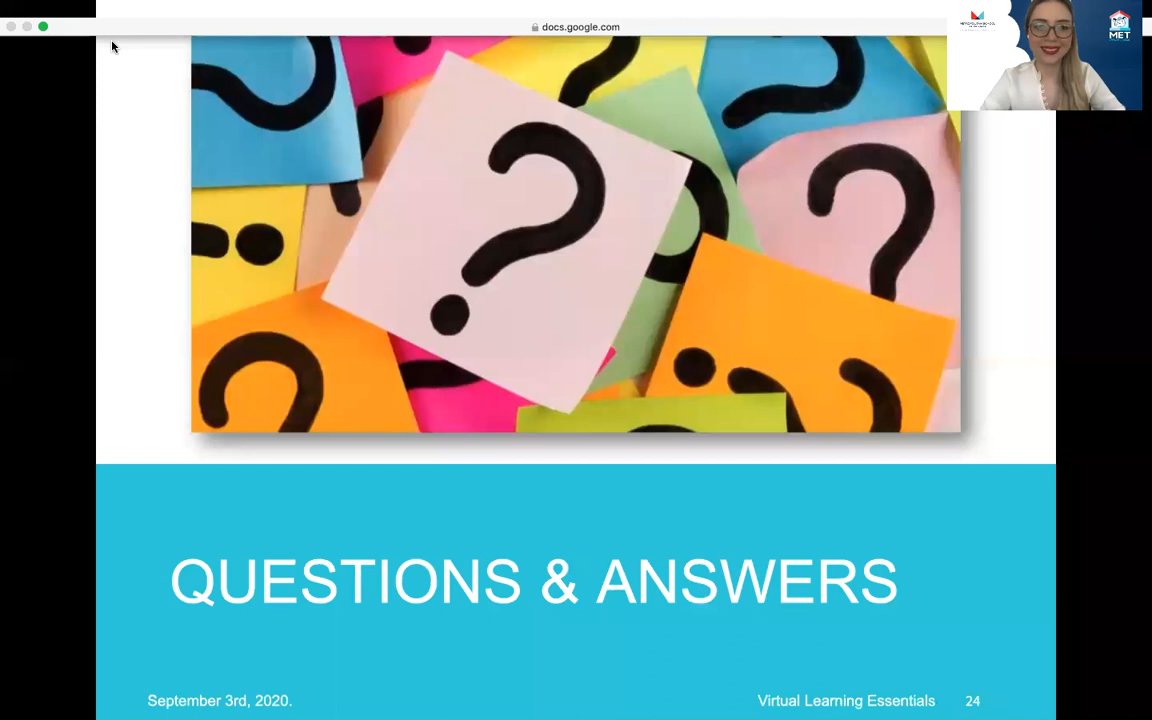 docs.google.com
MET
QUESTIONS & ANSWERS
September 3rd, 2020.
Virtual Learning Essentials
24